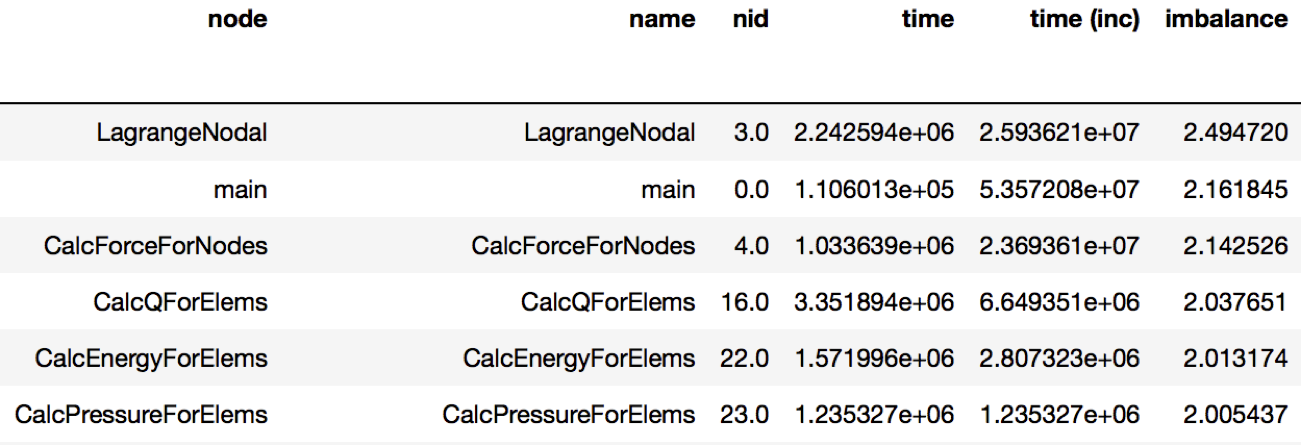 node name nid time time (inc) imbalance
LagrangeNodal LagrangeNodal 3.0 2.242594e+06 2.593621e+07 2.494720
main main 0.0 1.106013e+05 5.357208e+07 2.161845
CalcForceForNodes CalcForceForNodes 4.0 1.033639e+06 2.369361e+07 2.142526
CalcQForElems CalcQForElems 16.0 3.351894e+06 6.649351e+06 2.037651
CalcEnergyForElems CalcEnergyForElems 22.0 1.571996e+06 2.807323e+06 2.013174
CalcPressureForElems CalcPressureForElems 23.0 1.235327e+06 1.235327e+06 2.005437